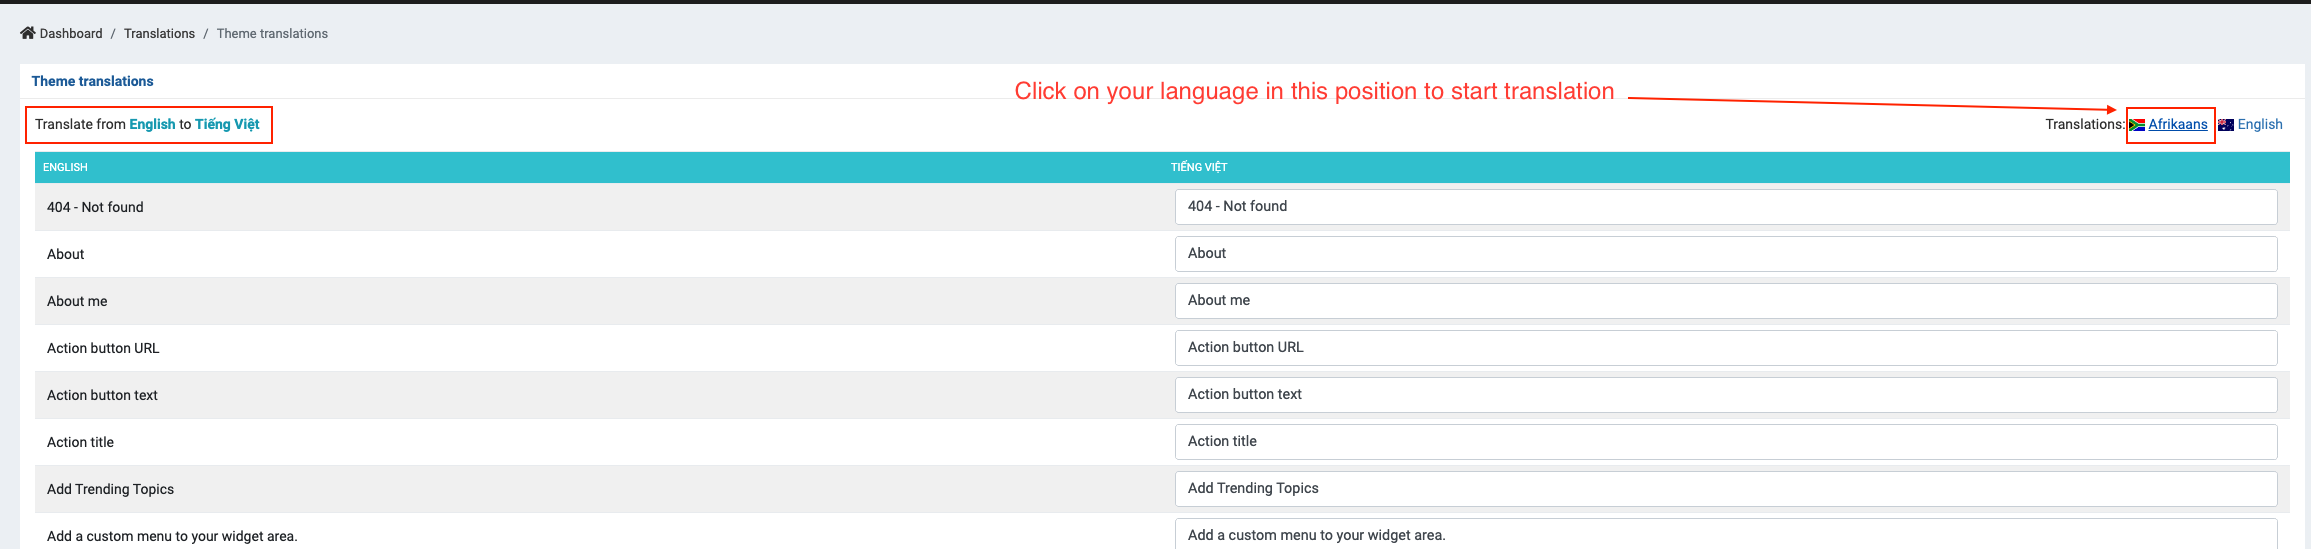 Dashboard / Translations / Theme translations
Theme translations
Click on your language in this position to start translation
Translate from English to Tiếng Việt
Translations: Afrikaans English
ENGLISH TIẾNG VIỆT
404 - Not found 404 - Not found
About About
About me About me
Action button URL Action button URL
Action button text Action button text
Action title Action title
Add Trending Topics Add Trending Topics
Add a custom menu to your widget area. Add a custom menu to your widget area.